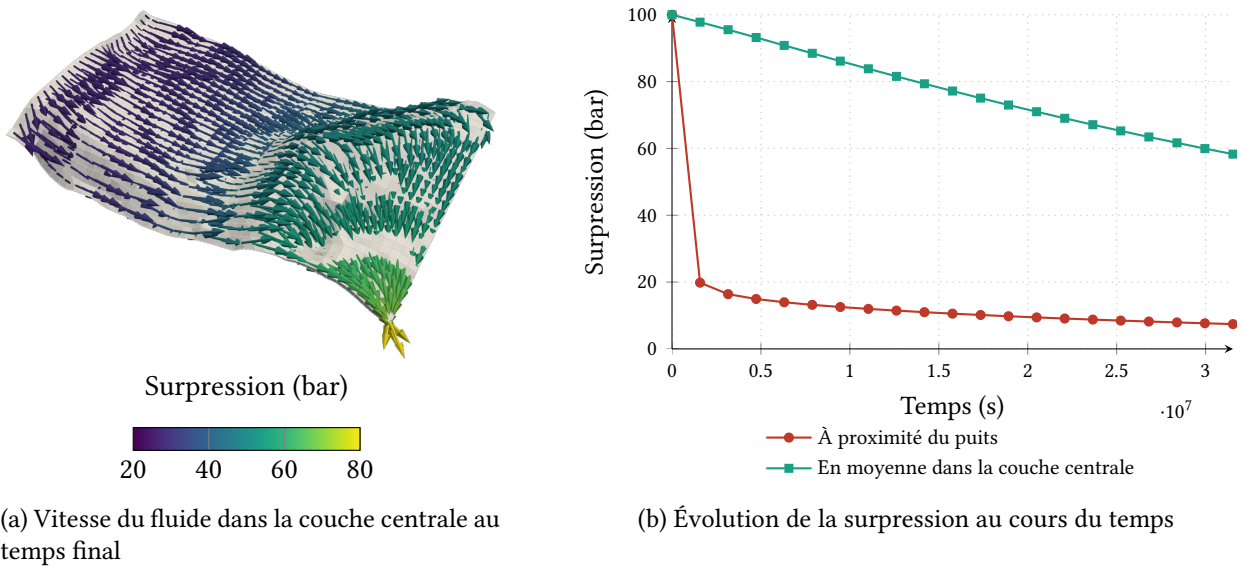 Surpression (bar)
20 40 60 80
(a) Vitesse du fluide dans la couche centrale au
temps final
100
80
60
40
20
0
Surpression (bar)
0 0.5 1 1.5 2 2.5 3
Temps (s)
·10⁷
À proximité du puits
En moyenne dans la couche centrale
(b) Évolution de la surpression au cours du temps